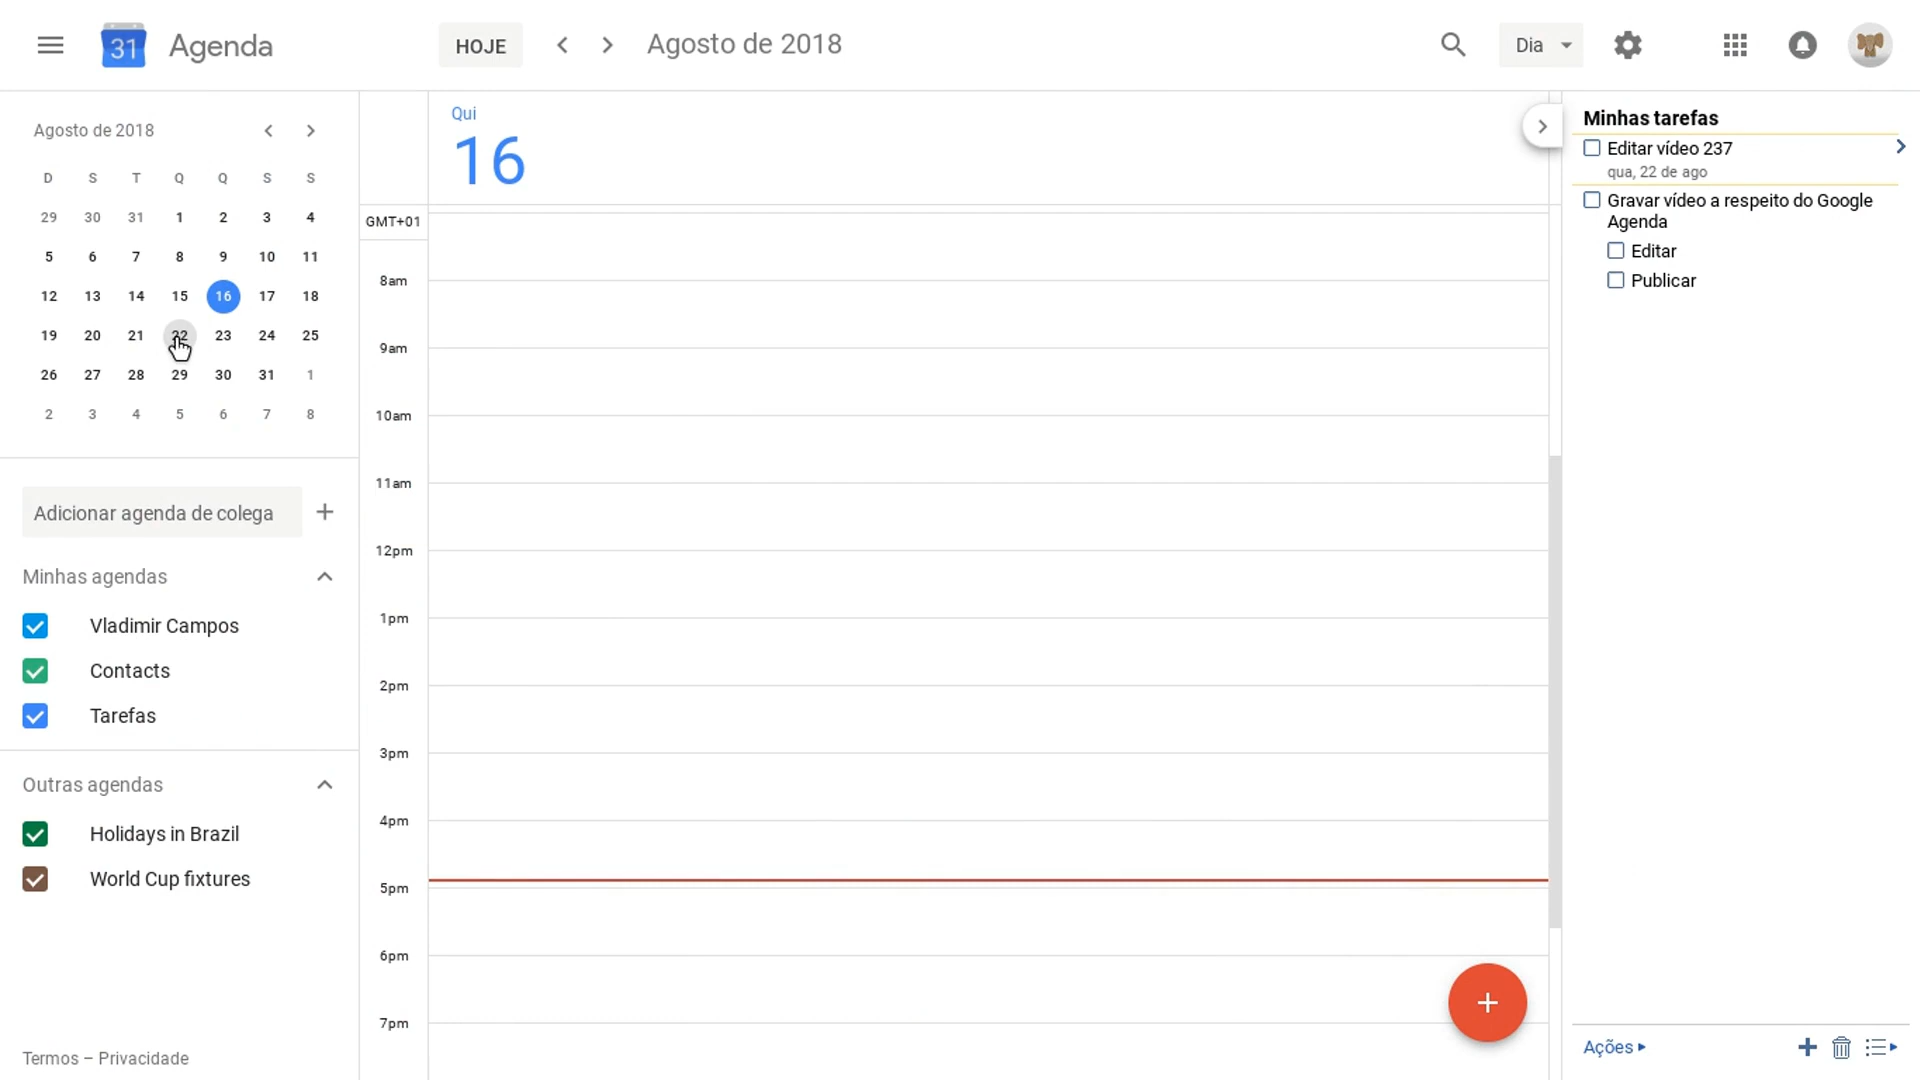 31 Agenda
HOJE
Agosto de 2018
Dia
Agosto de 2018
D S T Q Q S S
29 30 31 1 2 3 4
5 6 7 8 9 10 11
12 13 14 15 16 17 18
19 20 21 22 23 24 25
26 27 28 29 30 31 1
2 3 4 5 6 7 8
Adicionar agenda de colega
Minhas agendas
Vladimir Campos
Contacts
Tarefas
Outras agendas
Holidays in Brazil
World Cup fixtures
Termos – Privacidade
Qui
16
GMT+01
8am
9am
10am
11am
12pm
1pm
2pm
3pm
4pm
5pm
6pm
7pm
Minhas tarefas
Editar vídeo 237
qua, 22 de ago
Gravar vídeo a respeito do Google
Agenda
Editar
Publicar
Ações